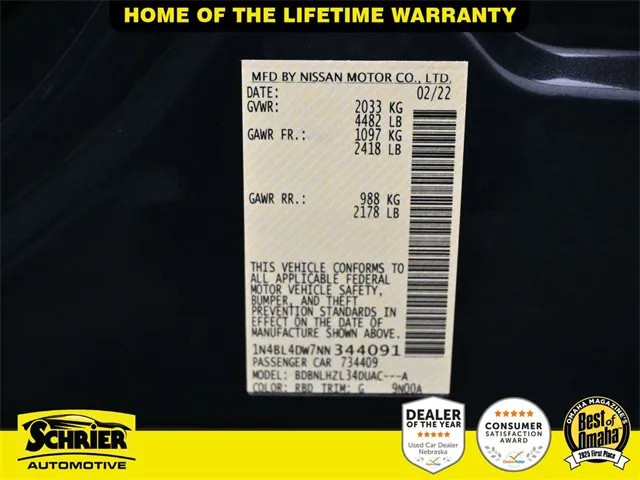 HOME OF THE LIFETIME WARRANTY
MFD BY NISSAN MOTOR CO., LTD.
DATE: 02/22
GVWR: 2033 KG
4482 LB
GAWR FR.: 1097 KG
2418 LB
GAWR RR.: 988 KG
2178 LB
THIS VEHICLE CONFORMS TO
ALL APPLICABLE FEDERAL
MOTOR VEHICLE SAFETY,
BUMPER, AND THEFT
PREVENTION STANDARDS IN
EFFECT ON THE DATE OF
MANUFACTURE SHOWN ABOVE.
1N4BL4DW7NN344091
PASSENGER CAR 734409
MODEL: BDBNLHZL34DUAC---A
COLOR: RBD TRIM: G 9N00A
SCHRIER
AUTOMOTIVE
DEALER
OF THE YEAR
Used Car Dealer
Nebraska
DealerRater
CONSUMER
SATISFACTION
AWARD
DealerRater
OMAHA MAGAZINE'S
Best of
Omaha
2025 First Place